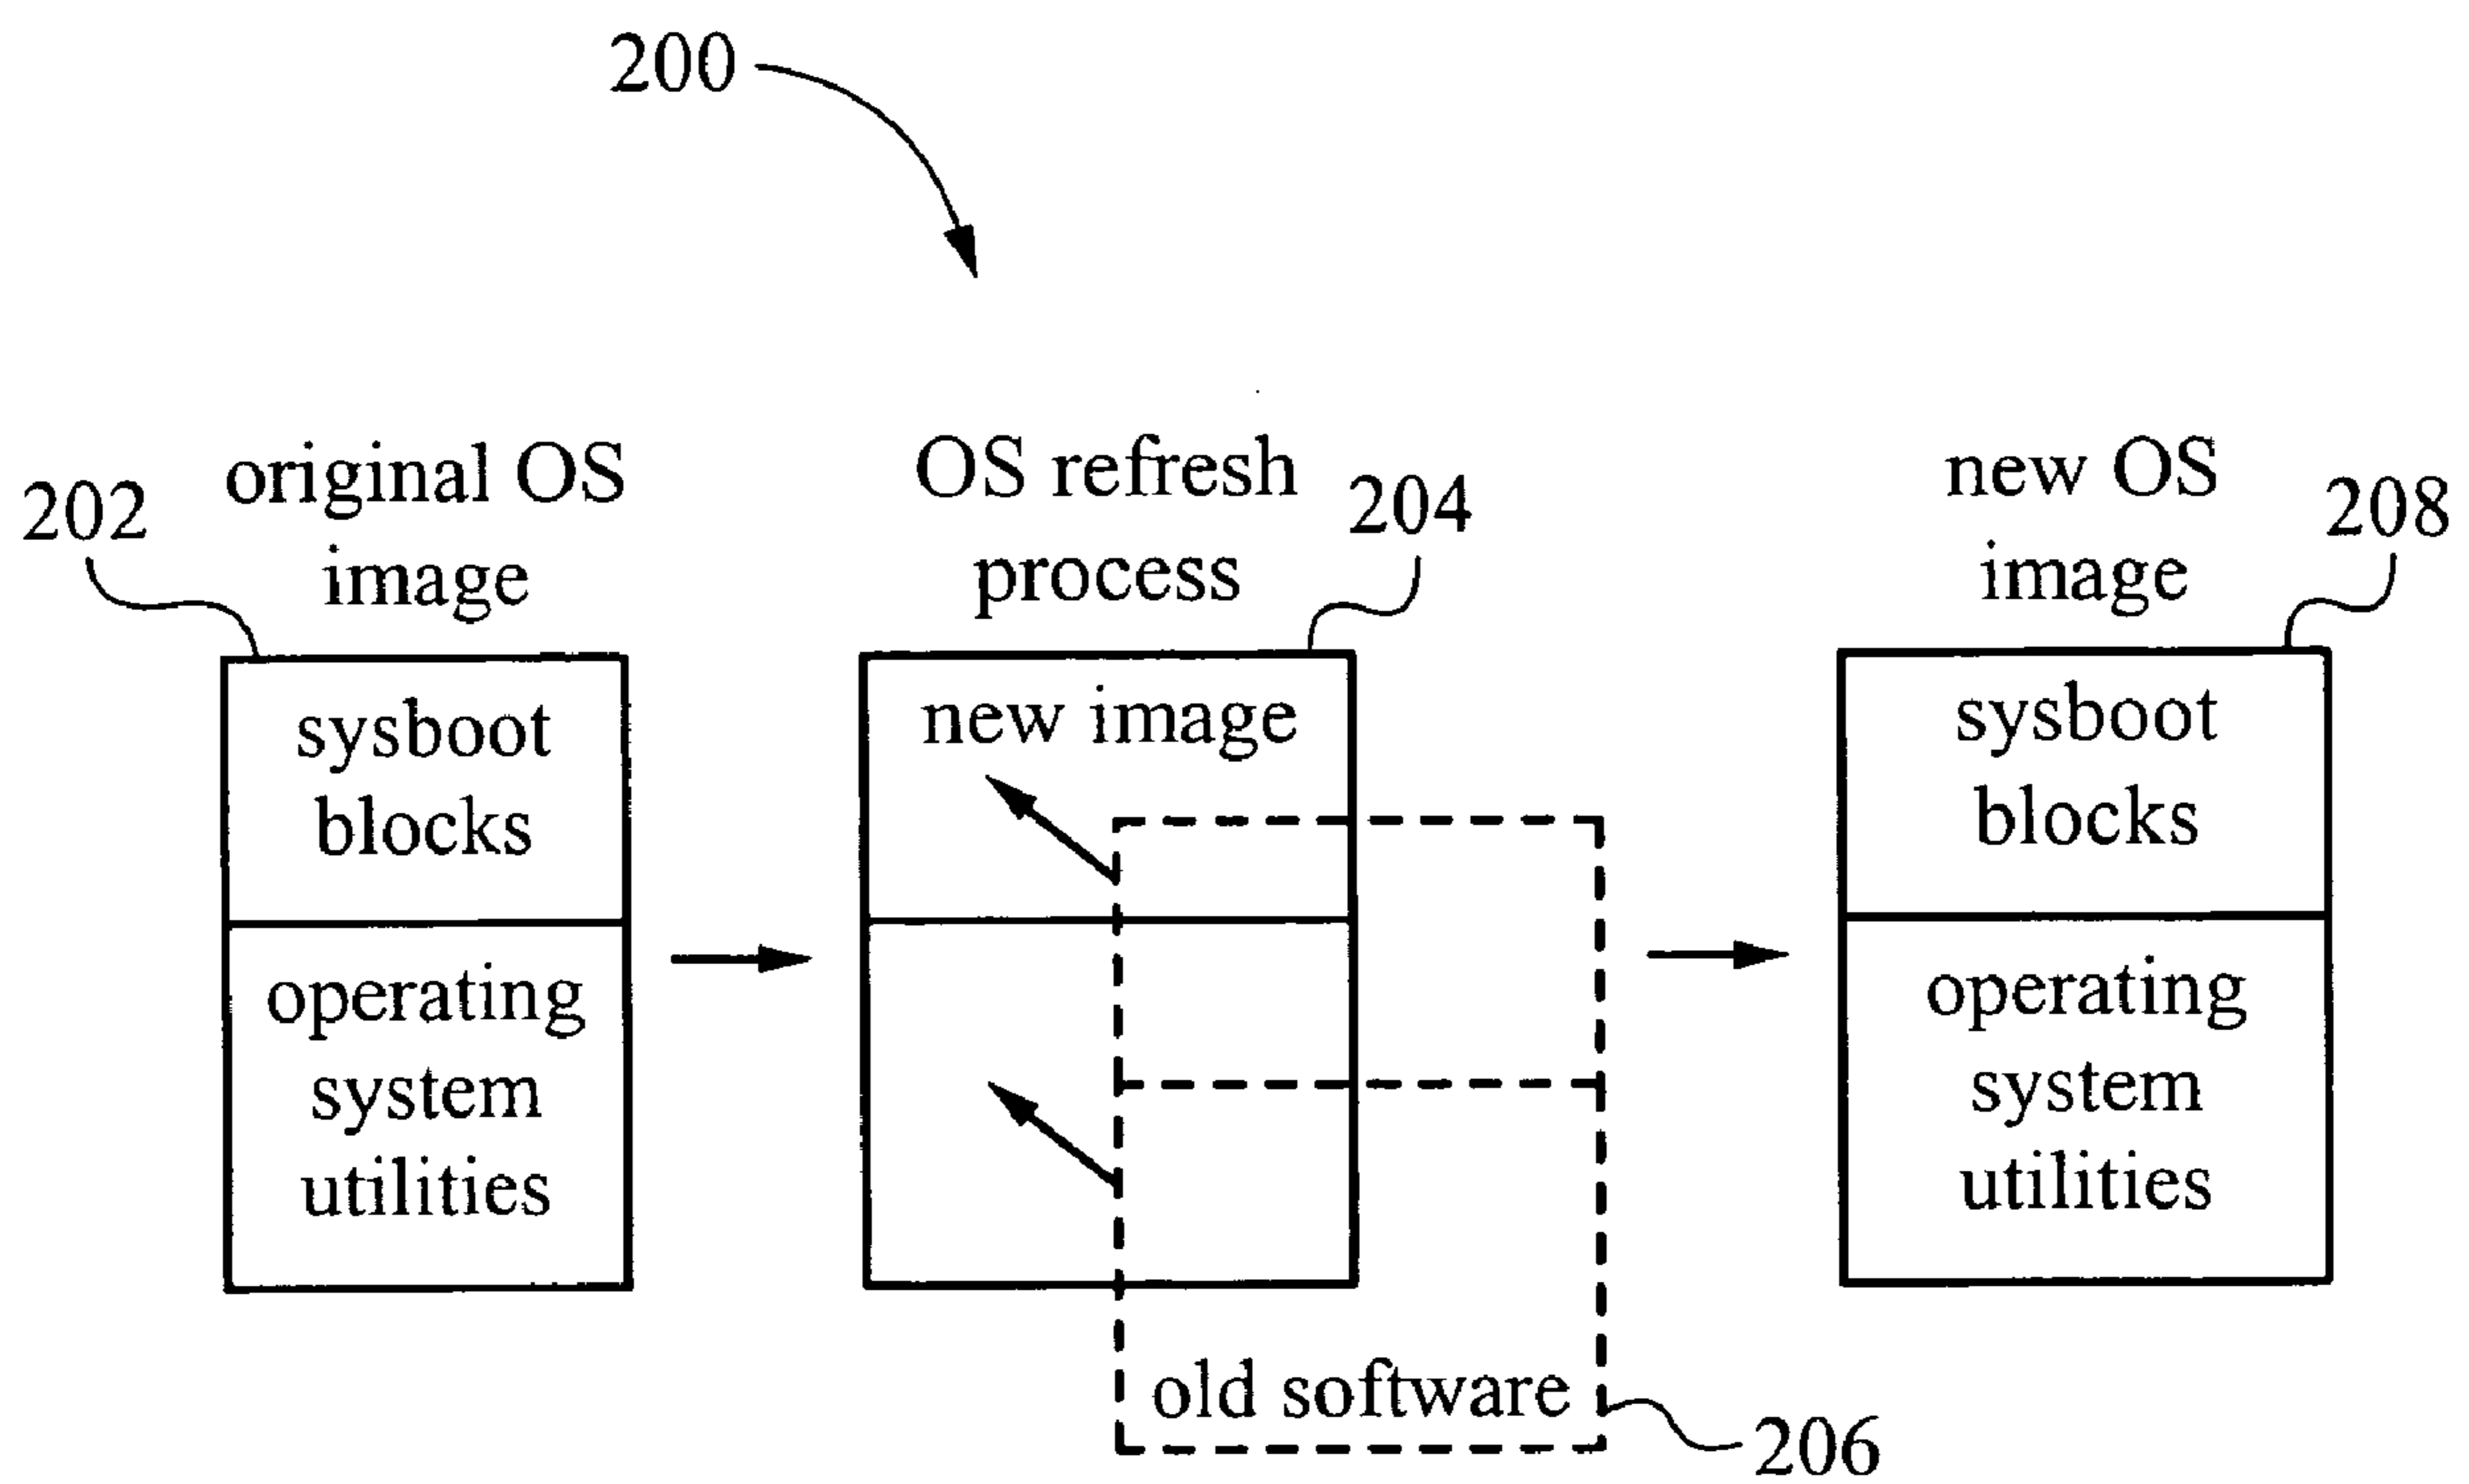 200
original OS
image
202
sysboot
blocks
operating
system
utilities
OS refresh
process
204
new image
old software
206
new OS
image
208
sysboot
blocks
operating
system
utilities